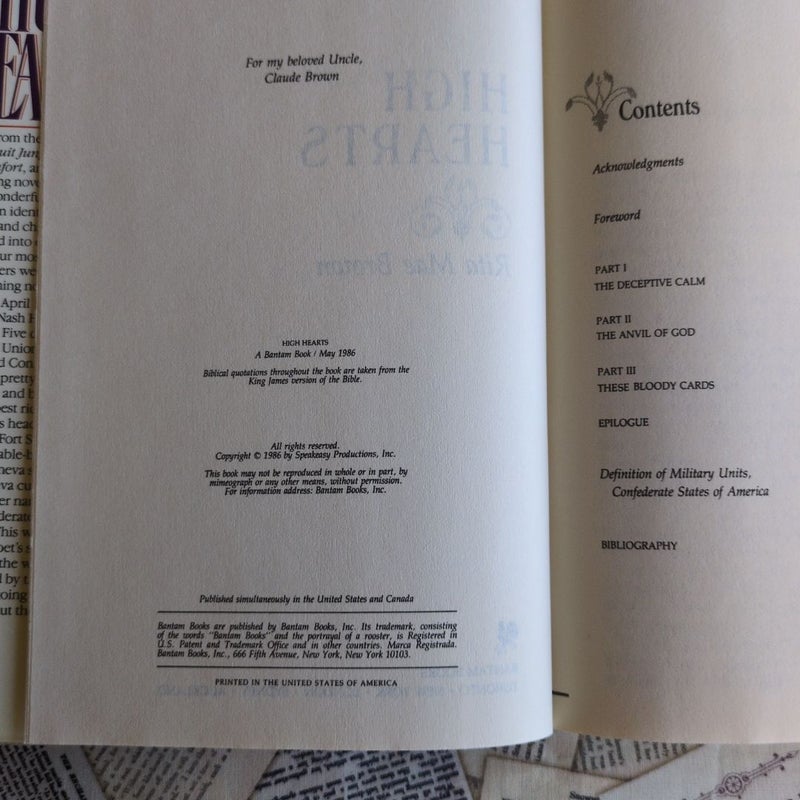 For my beloved Uncle,
Claude Brown
HIGH
HEARTS
Rita Mae Brown
HIGH HEARTS
A Bantam Book / May 1986
Biblical quotations throughout the book are taken from the
King James version of the Bible.
All rights reserved.
Copyright © 1986 by Speakeasy Productions, Inc.
This book may not be reproduced in whole or in part, by
mimeograph or any other means, without permission.
For information address: Bantam Books, Inc.
Published simultaneously in the United States and Canada
Bantam Books are published by Bantam Books, Inc. Its trademark, consisting
of the words "Bantam Books" and the portrayal of a rooster, is Registered in
U.S. Patent and Trademark Office and in other countries. Marca Registrada.
Bantam Books, Inc., 666 Fifth Avenue, New York, New York 10103.
PRINTED IN THE UNITED STATES OF AMERICA
Contents
Acknowledgments
Foreword
PART I
THE DECEPTIVE CALM
PART II
THE ANVIL OF GOD
PART III
THESE BLOODY CARDS
EPILOGUE
Definition of Military Units,
Confederate States of America
BIBLIOGRAPHY